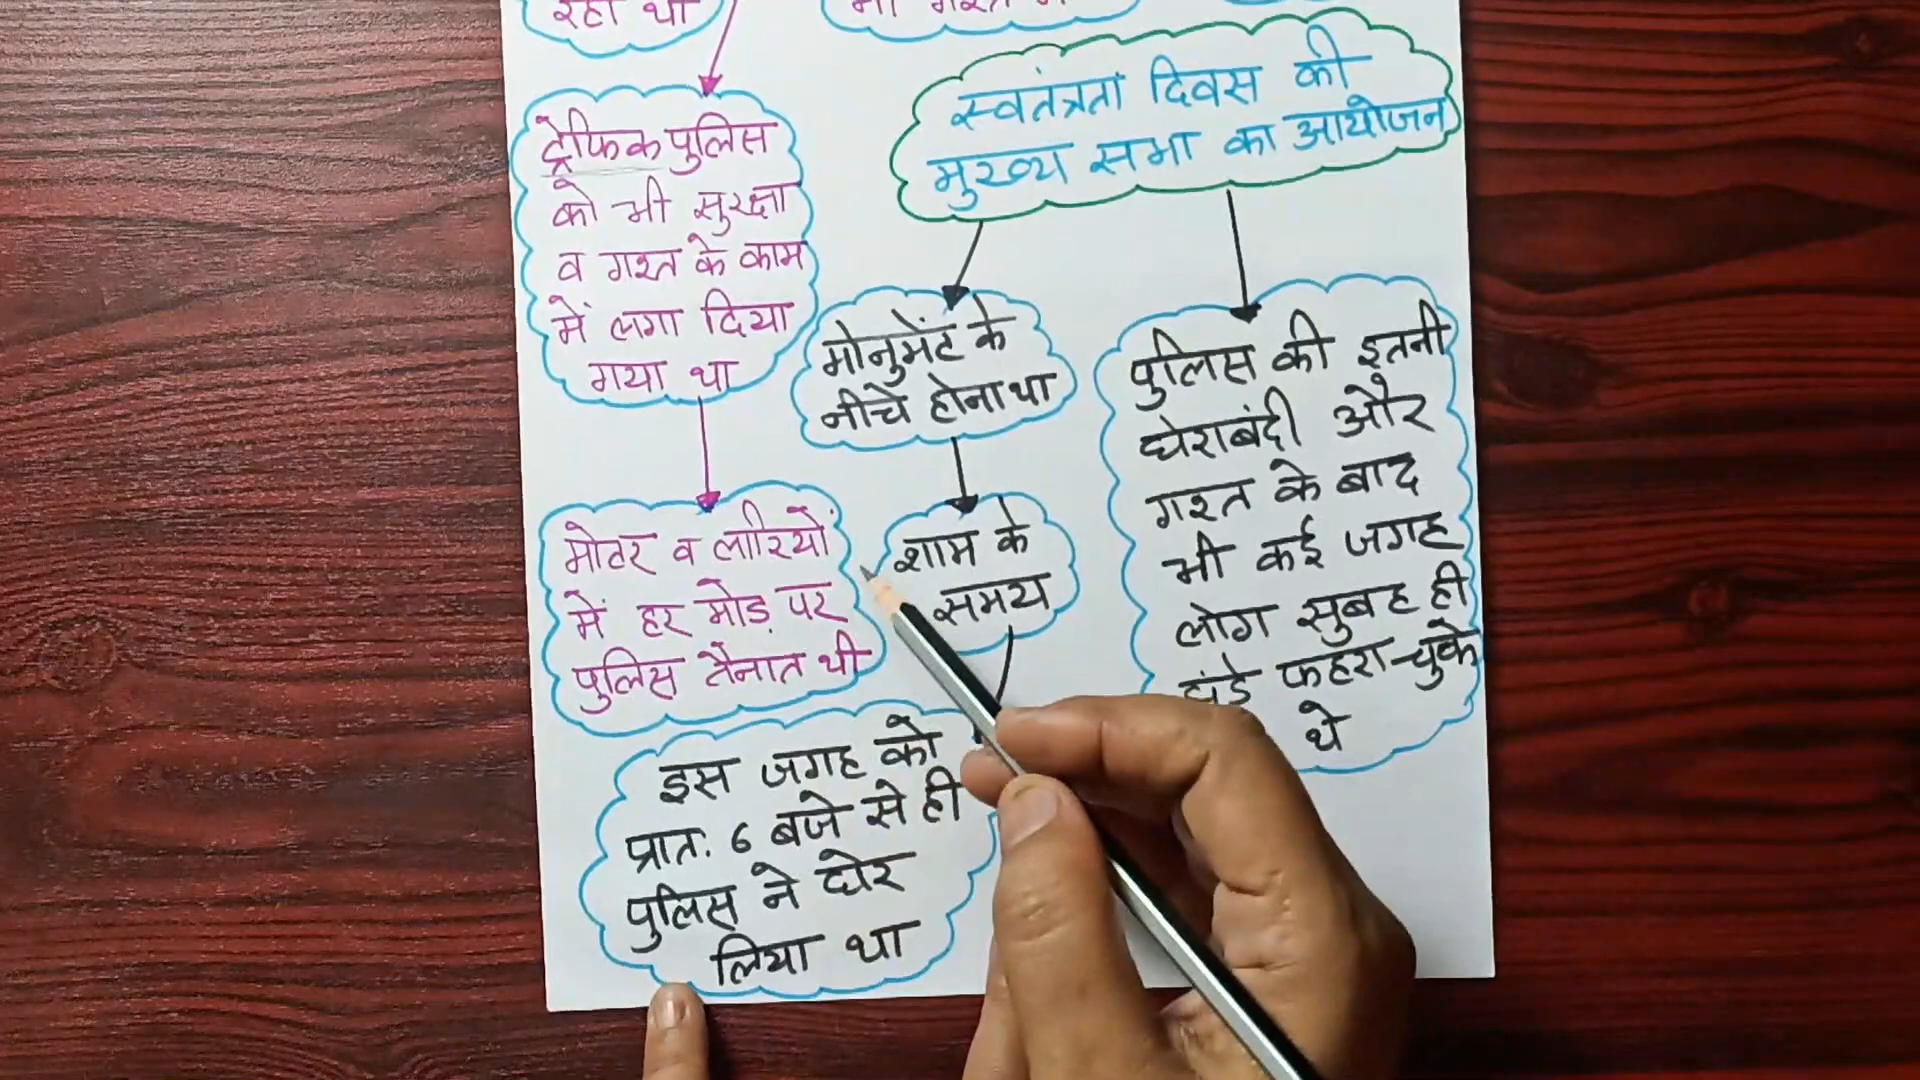 रहा था
स्वतंत्रता दिवस की
मुख्य सभा का आयोजन
ट्रेफिक पुलिस
को भी सुरक्षा
व गश्त के काम
में लगा दिया
गया था
मोनुमेंट के
नीचे होना था
पुलिस की इतनी
घेराबंदी और
गश्त के बाद
भी कई जगह
लोग सुबह ही
झंडे फहरा चुके
थे
मोटर व लारियों
में हर मोड़ पर
पुलिस तैनात थी
शाम के
समय
इस जगह को
प्रात: 6 बजे से ही
पुलिस ने घेर
लिया था